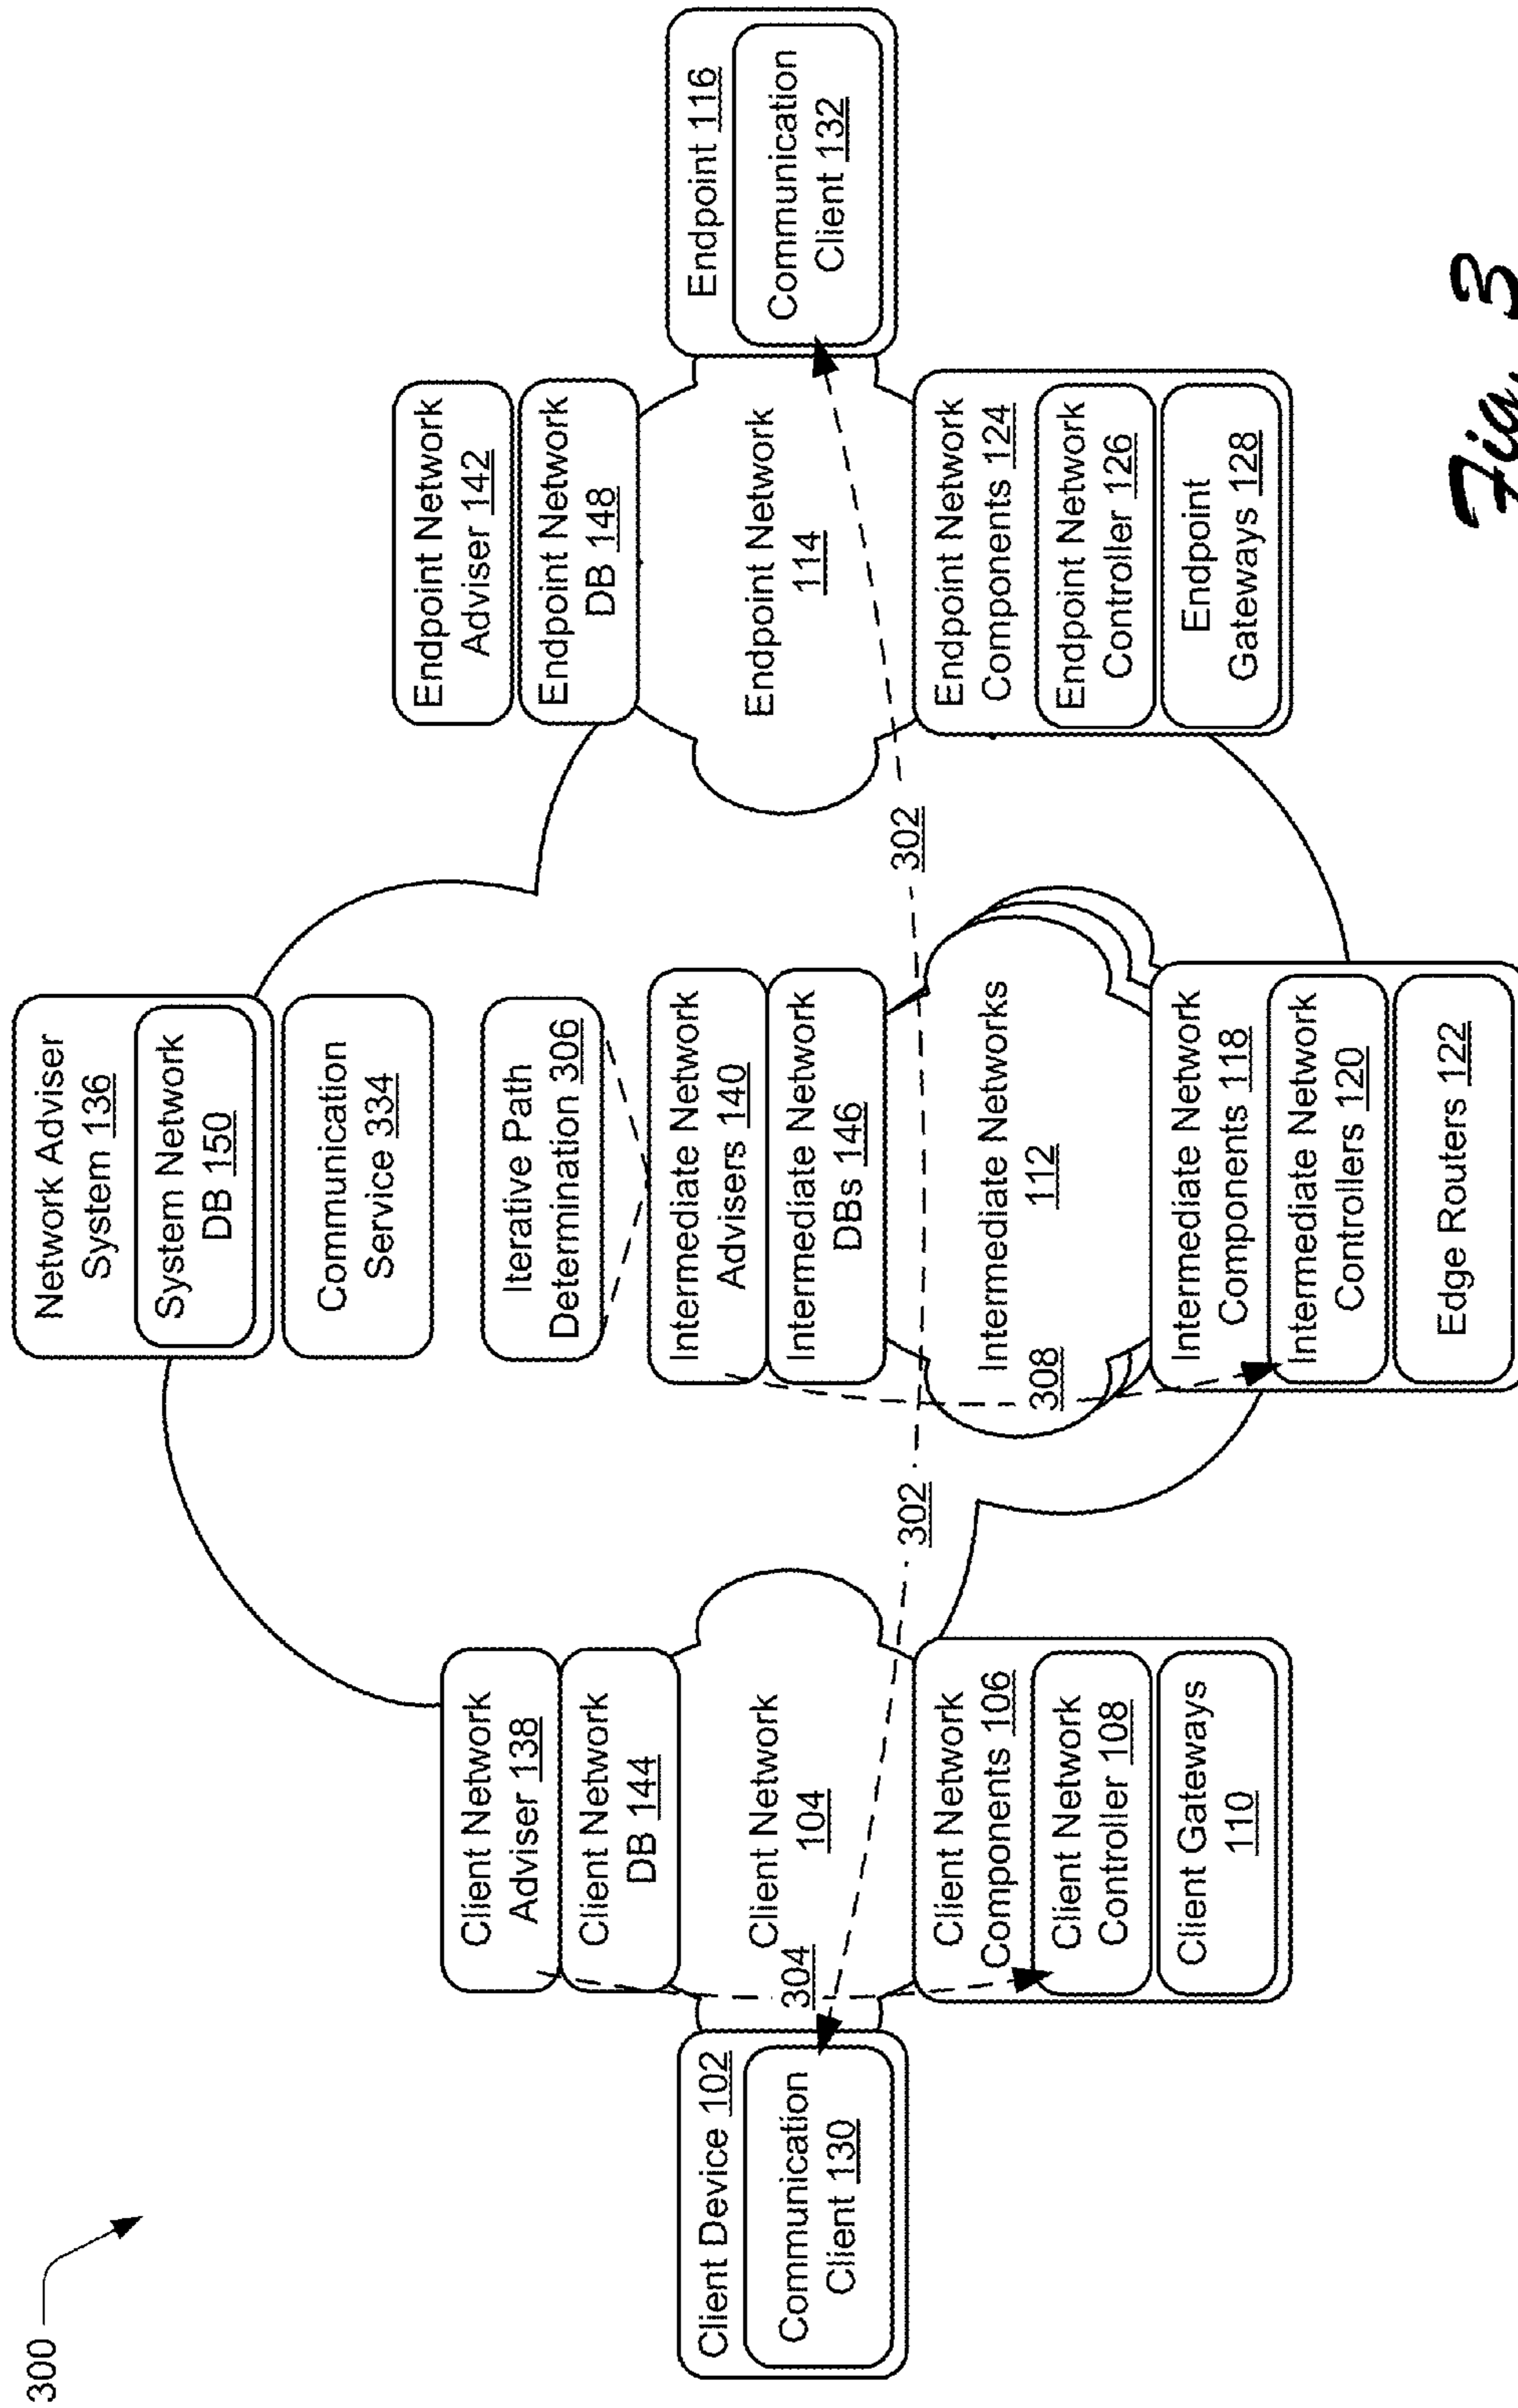 300
Network Adviser
System 136
System Network
DB 150
Communication
Service 334
Iterative Path
Determination 306
Client Network
Adviser 138
Client Network
DB 144
Intermediate Network
Advisers 140
Intermediate Network
DBs 146
Endpoint Network
Adviser 142
Endpoint Network
DB 148
Client Device 102
Communication
Client 130
304
Client Network
104
302
308
Intermediate Networks
112
302
Endpoint Network
114
Endpoint 116
Communication
Client 132
Client Network
Components 106
Client Network
Controller 108
Client Gateways
110
Intermediate Network
Components 118
Intermediate Network
Controllers 120
Edge Routers 122
Endpoint Network
Components 124
Endpoint Network
Controller 126
Endpoint
Gateways 128
Fig. 3